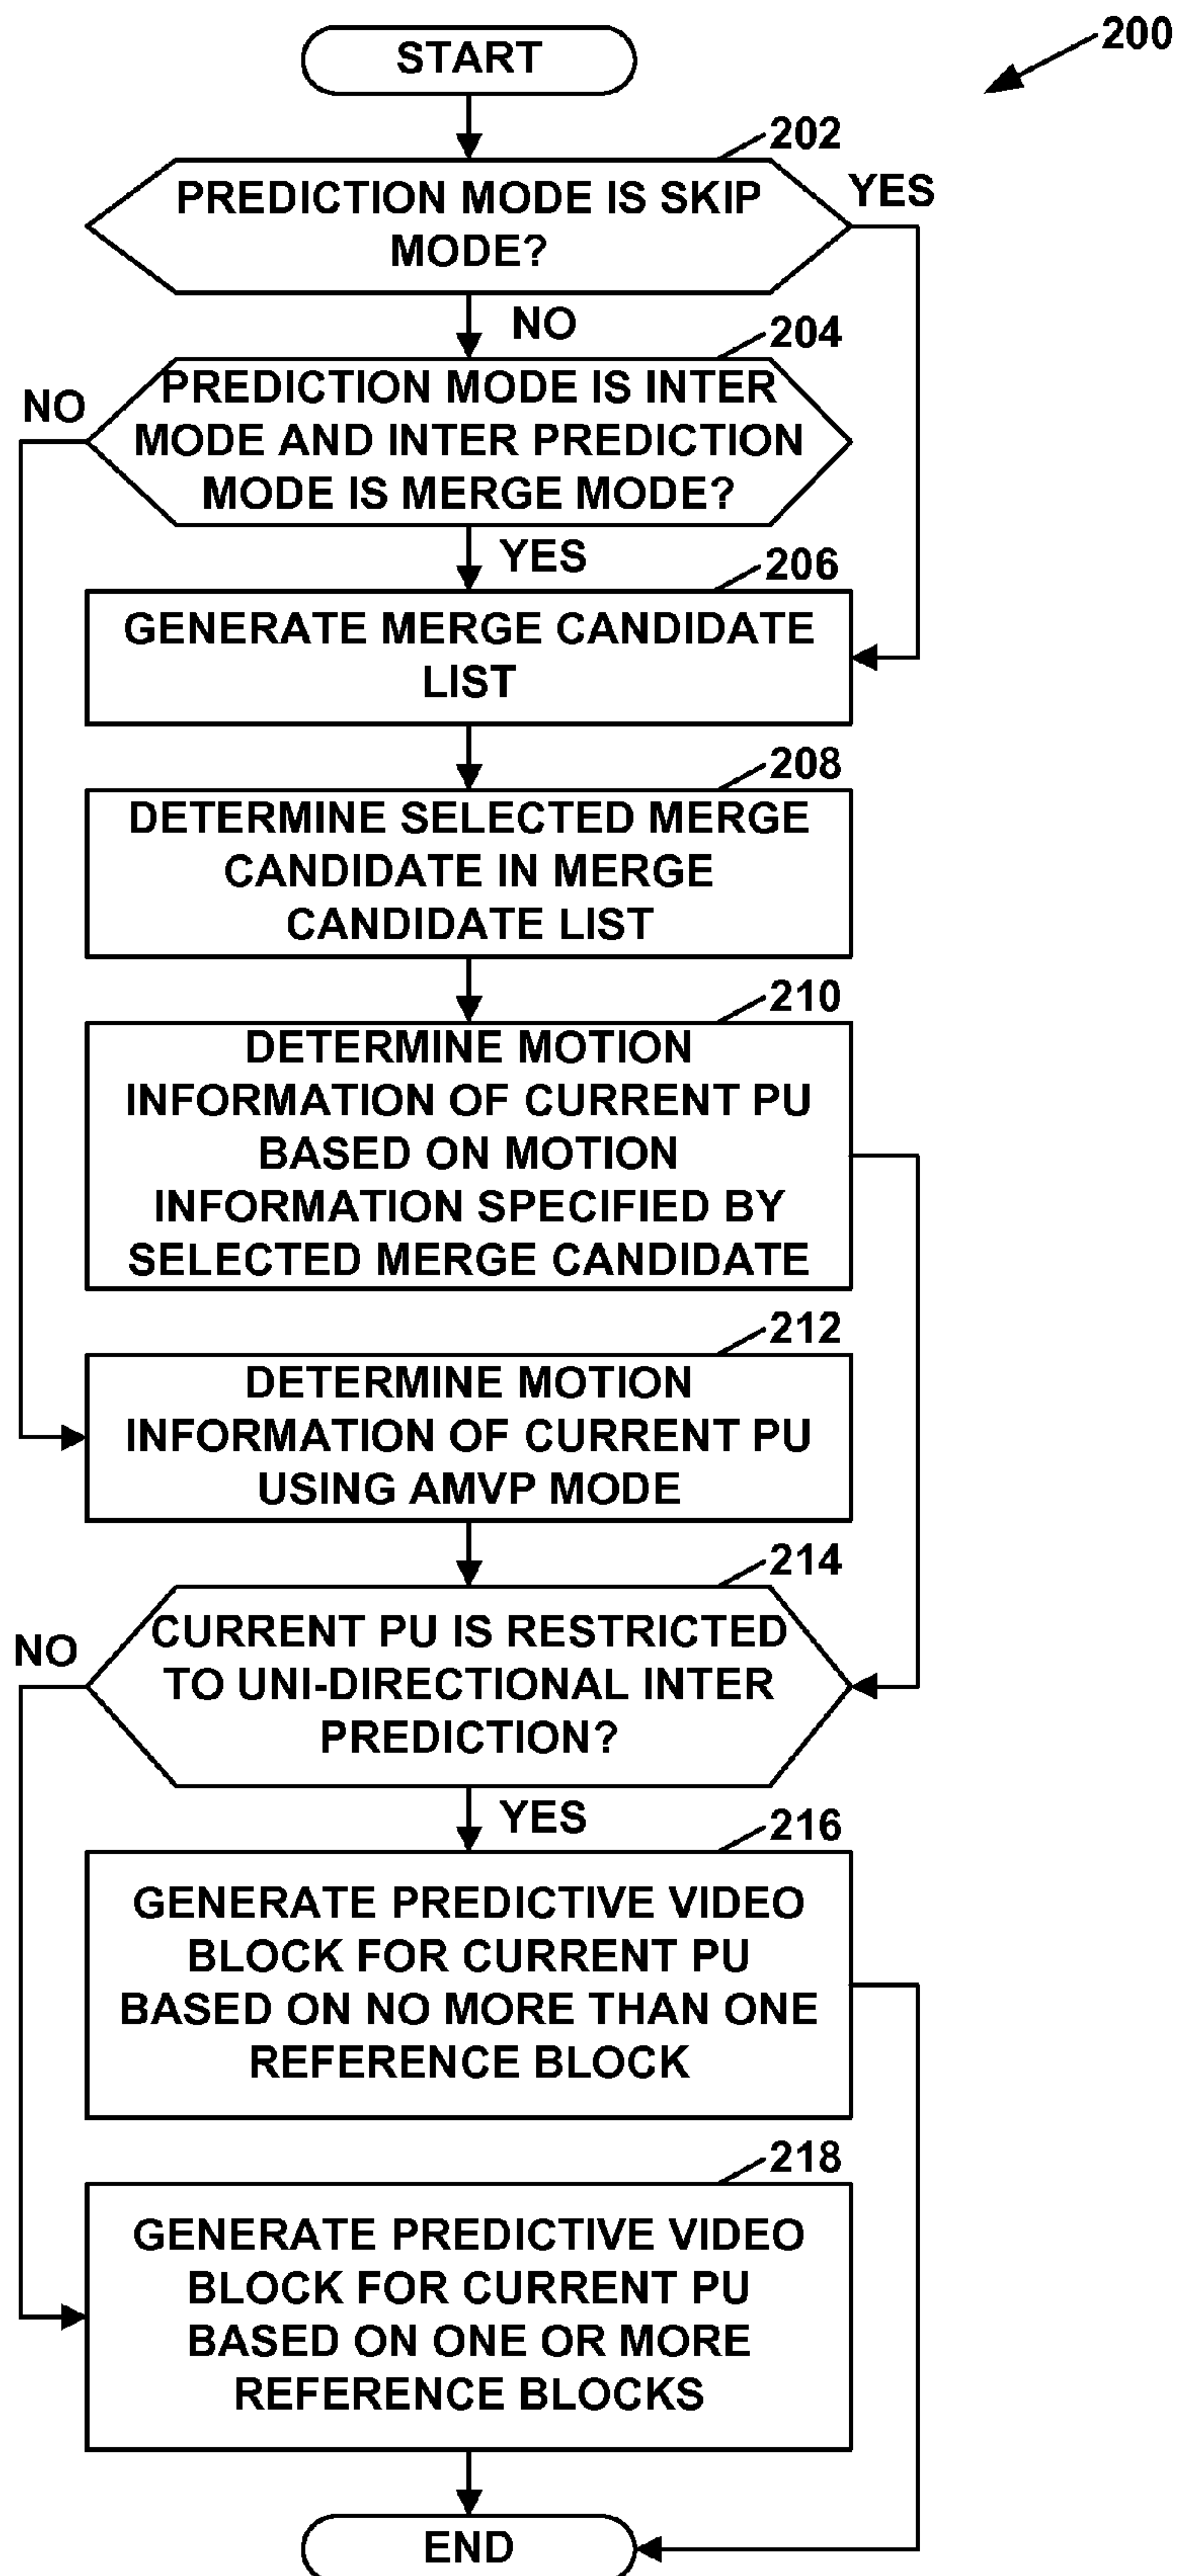 START
200
202
PREDICTION MODE IS SKIP
MODE?
YES
NO
204
NO
PREDICTION MODE IS INTER
MODE AND INTER PREDICTION
MODE IS MERGE MODE?
YES
206
GENERATE MERGE CANDIDATE
LIST
208
DETERMINE SELECTED MERGE
CANDIDATE IN MERGE
CANDIDATE LIST
210
DETERMINE MOTION
INFORMATION OF CURRENT PU
BASED ON MOTION
INFORMATION SPECIFIED BY
SELECTED MERGE CANDIDATE
212
DETERMINE MOTION
INFORMATION OF CURRENT PU
USING AMVP MODE
214
NO
CURRENT PU IS RESTRICTED
TO UNI-DIRECTIONAL INTER
PREDICTION?
YES
216
GENERATE PREDICTIVE VIDEO
BLOCK FOR CURRENT PU
BASED ON NO MORE THAN ONE
REFERENCE BLOCK
218
GENERATE PREDICTIVE VIDEO
BLOCK FOR CURRENT PU
BASED ON ONE OR MORE
REFERENCE BLOCKS
END